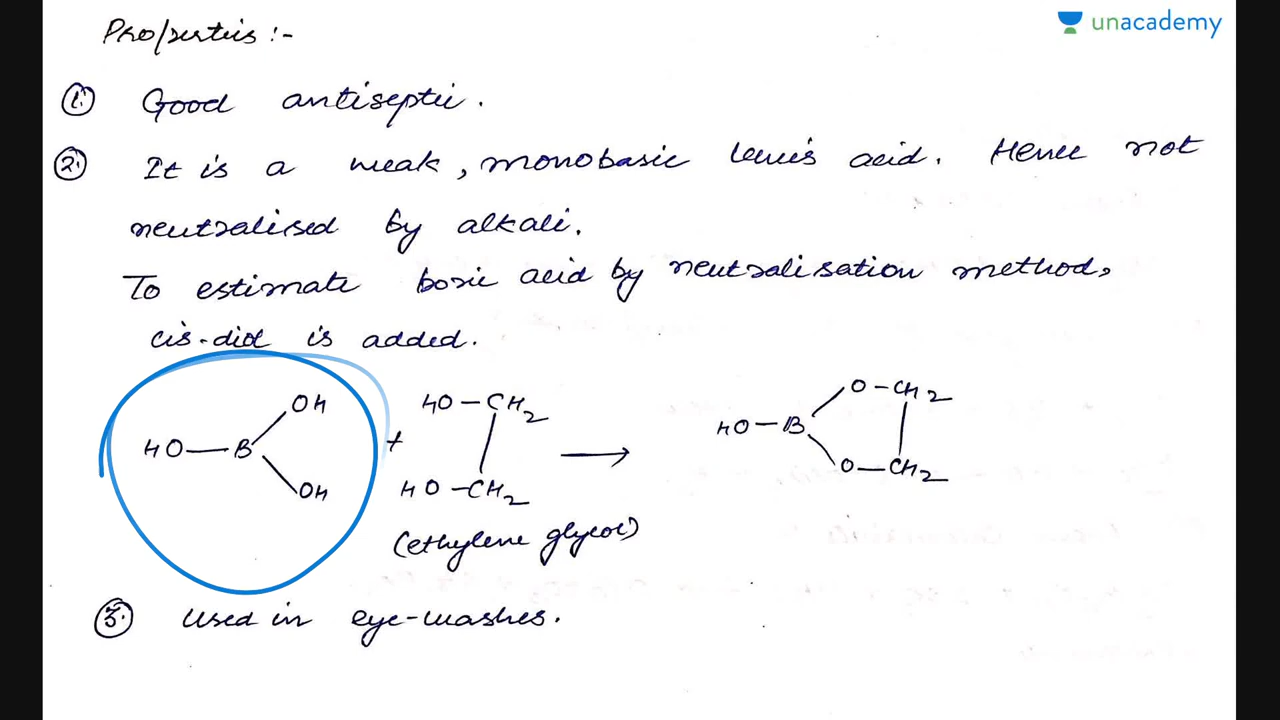 Properties :-
unacademy
1. Good antiseptic.
2. It is a weak, monobasic lewis acid. Hence not
neutralised by alkali.
To estimate boric acid by neutralisation method,
cis-diol is added.
HO-B OH OH + HO-CH2 HO-CH2 → HO-B O-CH2 O-CH2
(ethylene glycol)
3. Used in eye-washes.